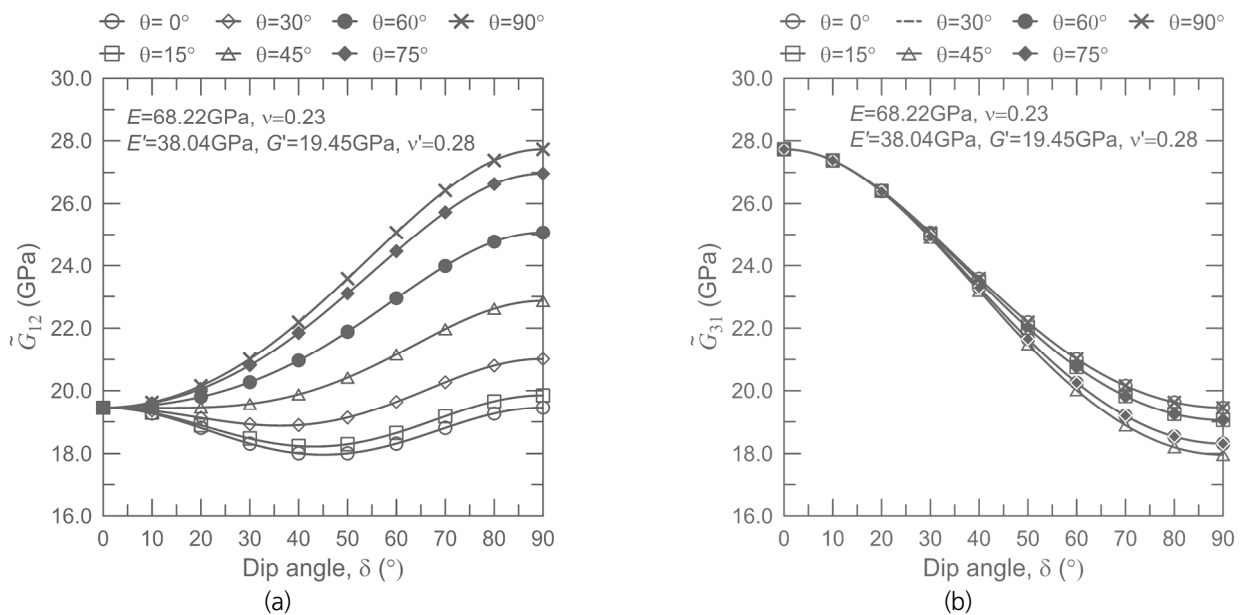 θ= 0° θ=30° θ=60° θ=90°
θ=15° θ=45° θ=75°
30.0
28.0
26.0
24.0
22.0
20.0
18.0
16.0
G̃₁₂ (GPa)
E=68.22GPa, ν=0.23
E'=38.04GPa, G'=19.45GPa, ν'=0.28
0 10 20 30 40 50 60 70 80 90
Dip angle, δ (°)
(a)
θ= 0° θ=30° θ=60° θ=90°
θ=15° θ=45° θ=75°
30.0
28.0
26.0
24.0
22.0
20.0
18.0
16.0
G̃₃₁ (GPa)
E=68.22GPa, ν=0.23
E'=38.04GPa, G'=19.45GPa, ν'=0.28
0 10 20 30 40 50 60 70 80 90
Dip angle, δ (°)
(b)